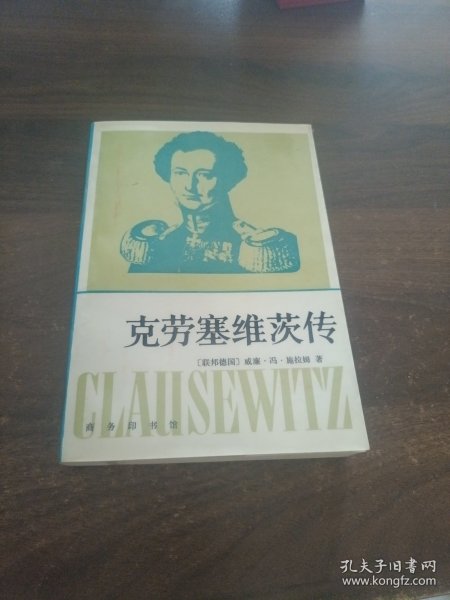 克劳塞维茨传
〔联邦德国〕威廉·冯·施拉姆 著
CLAUSEWITZ
商务印书馆
孔夫子旧书网
www.kongfz.com